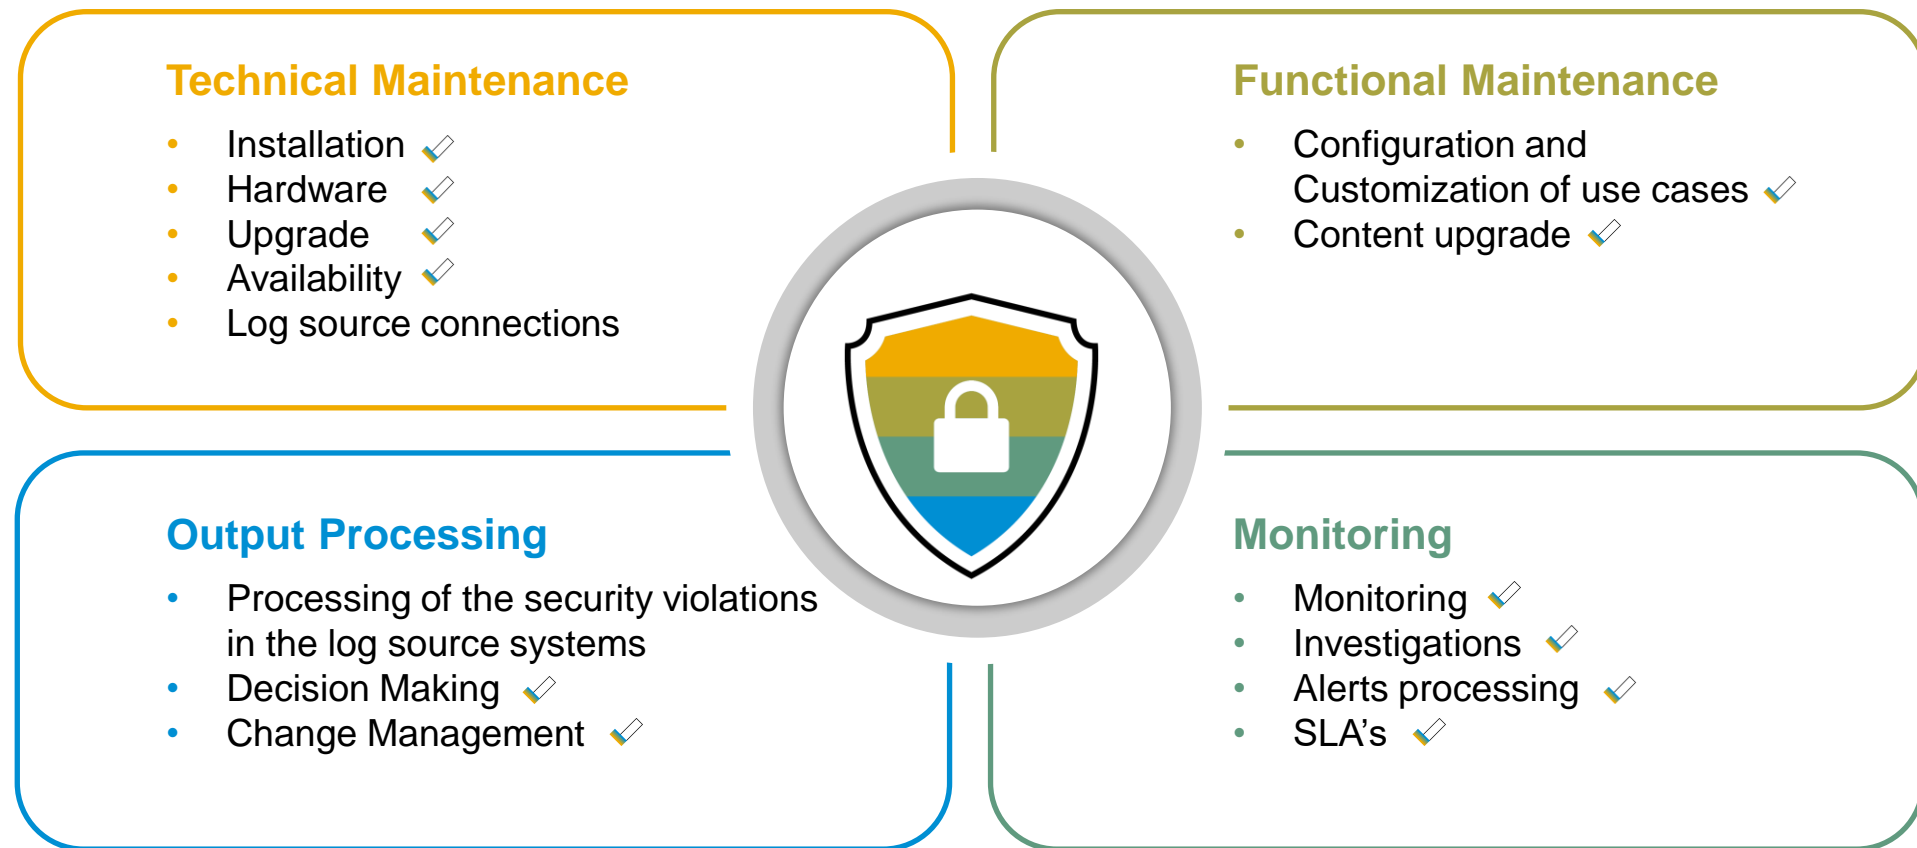 Technical Maintenance
• Installation
• Hardware
• Upgrade
• Availability
• Log source connections
Functional Maintenance
• Configuration and
Customization of use cases
• Content upgrade
Output Processing
• Processing of the security violations
in the log source systems
• Decision Making
• Change Management
Monitoring
• Monitoring
• Investigations
• Alerts processing
• SLA’s